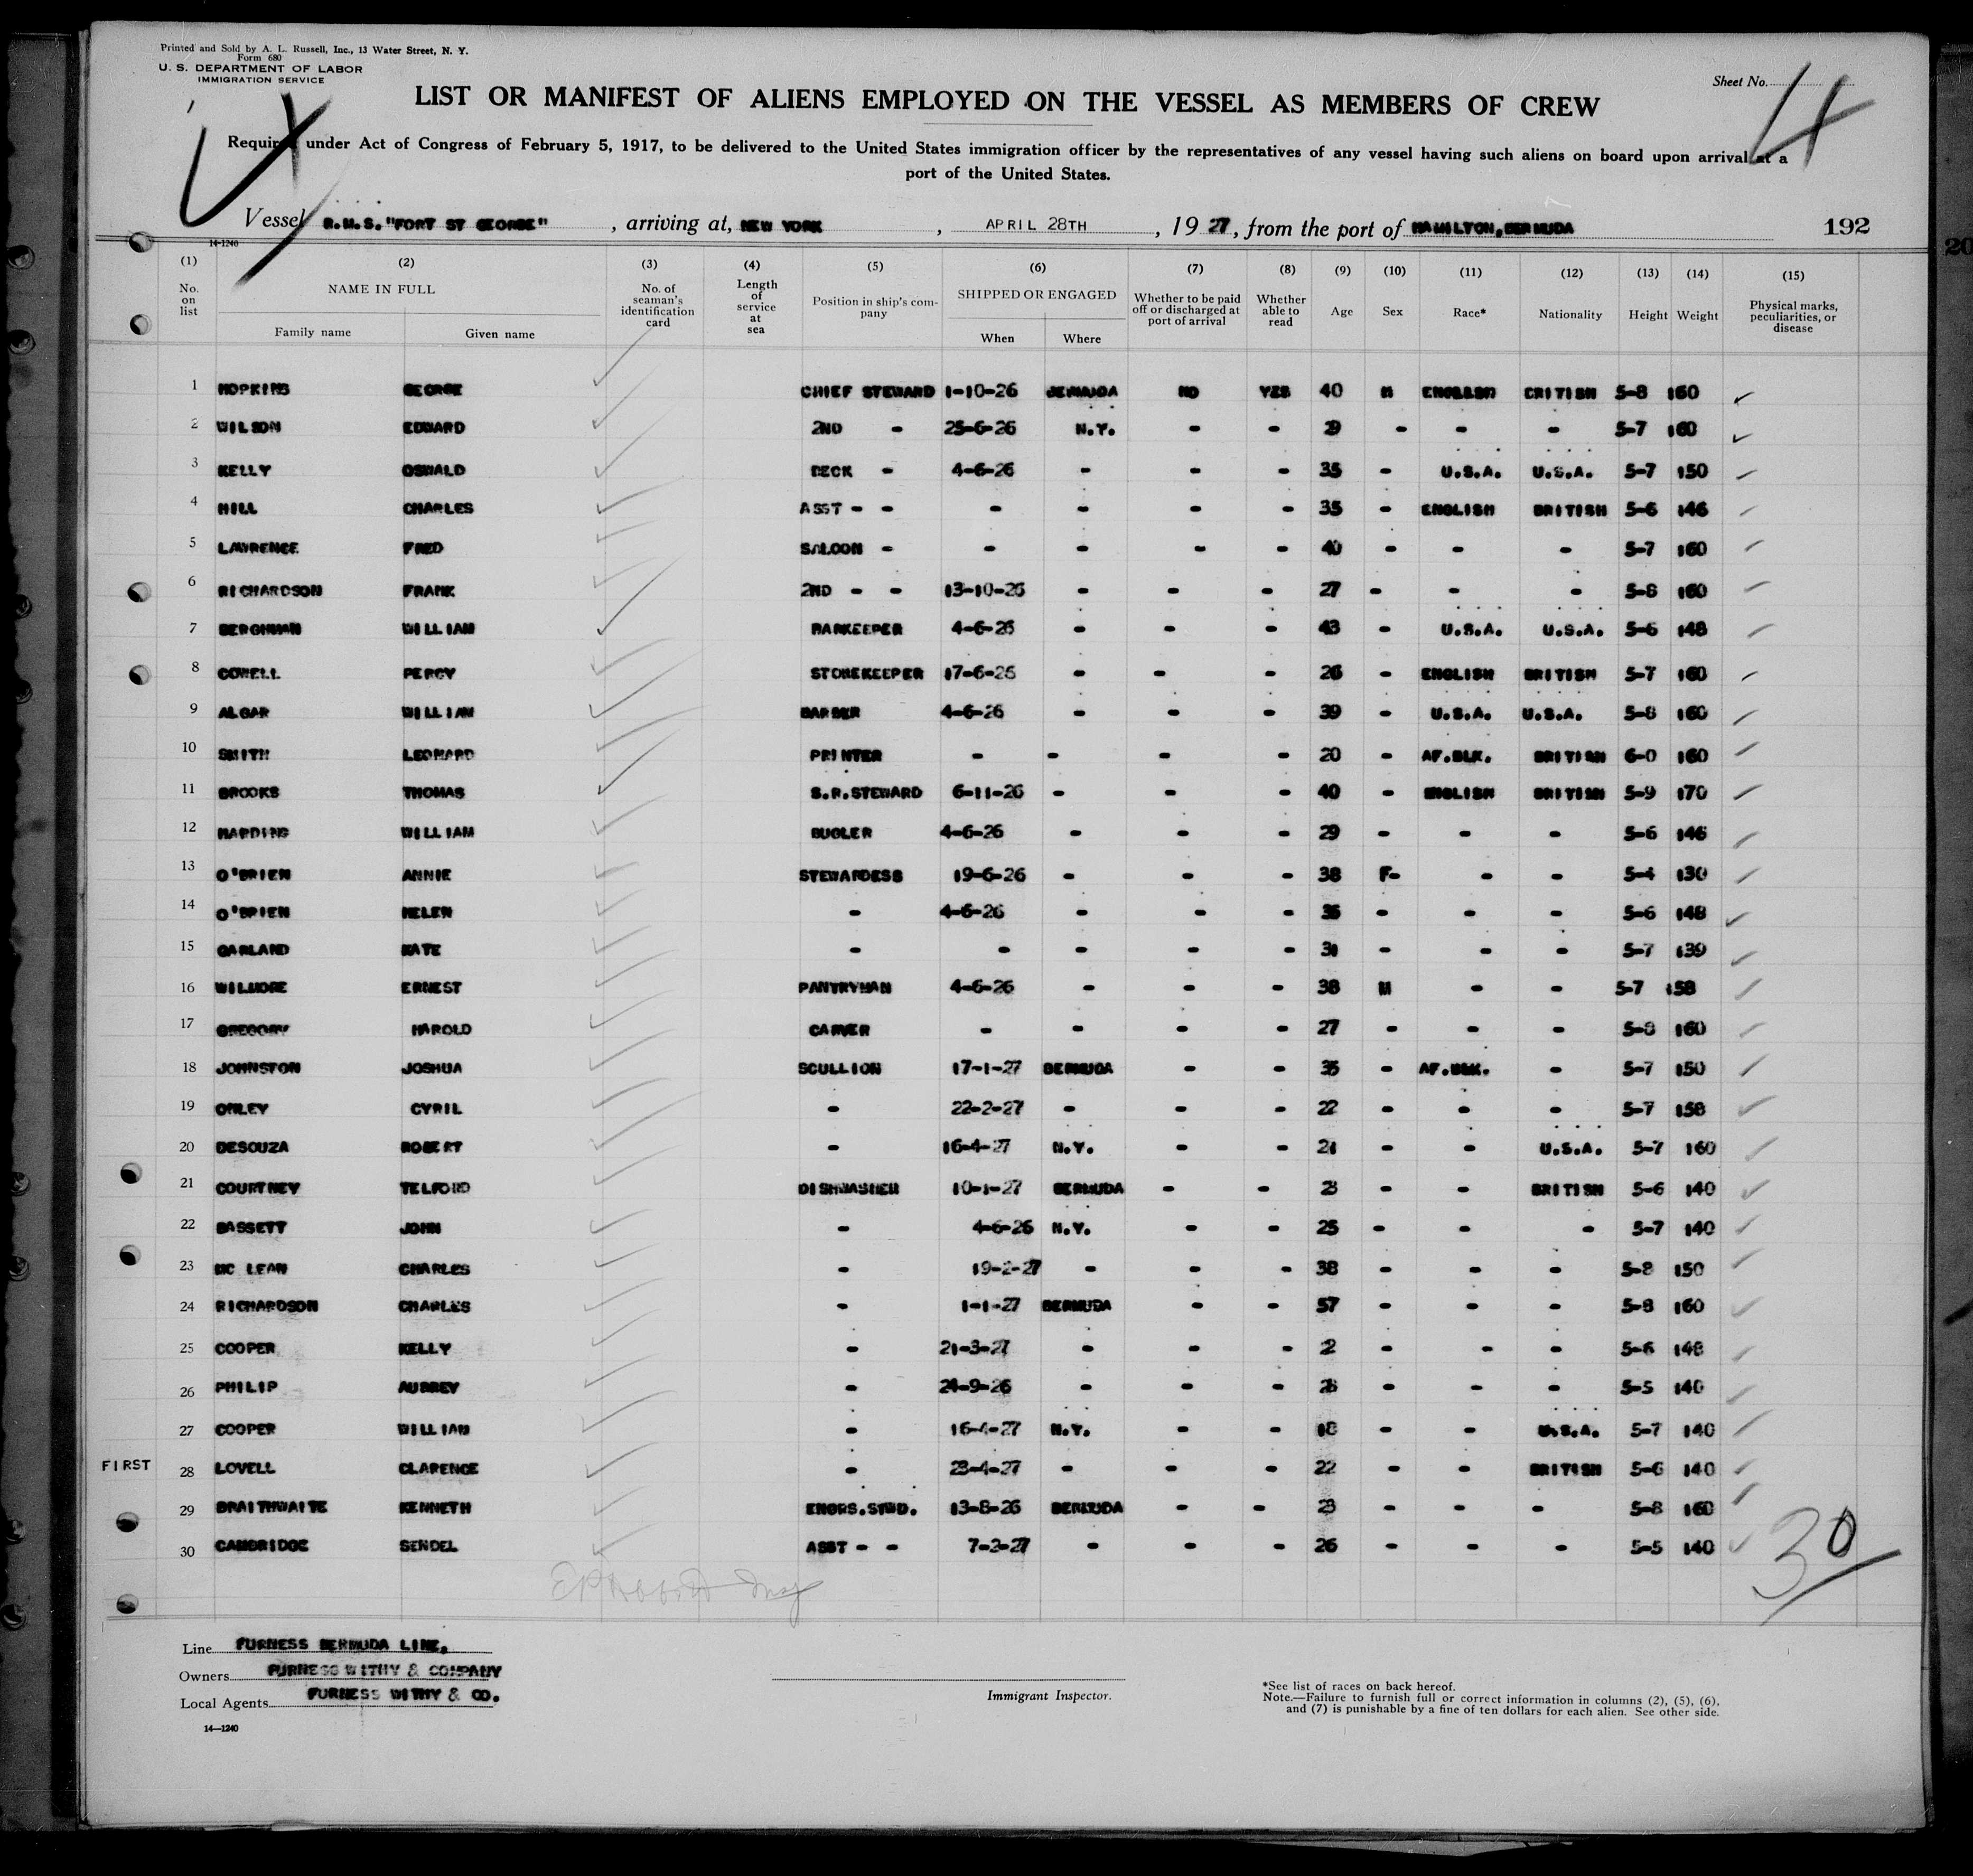 Printed and Sold by A. L. Russell, Inc., 13 Water Street, N. Y.
Form 680
U. S. DEPARTMENT OF LABOR
IMMIGRATION SERVICE
Sheet No. 4
LIST OR MANIFEST OF ALIENS EMPLOYED ON THE VESSEL AS MEMBERS OF CREW
Required under Act of Congress of February 5, 1917, to be delivered to the United States immigration officer by the representatives of any vessel having such aliens on board upon arrival at a
port of the United States.
Vessel R.M.S. "FORT ST GEORGE", arriving at, NEW YORK, APRIL 28TH, 1927, from the port of HAMILTON, BERMUDA 192
14-1240
(1) (2) (3) (4) (5) (6) (7) (8) (9) (10) (11) (12) (13) (14) (15)
No. on list NAME IN FULL Family name Given name No. of seaman's identification card Length of service at sea Position in ship's company SHIPPED OR ENGAGED When Where Whether to be paid off or discharged at port of arrival Whether able to read Age Sex Race* Nationality Height Weight Physical marks, peculiarities, or disease
1 HOPKINS GEORGE CHIEF STEWARD 1-10-26 BERMUDA NO YES 40 M 5-8 160
2 WILSON EDWARD 2ND - 25-6-26 N.Y. - - - - - 5-7 160
3 KELLY OSWALD DECK - 4-6-26 - - - 35 - U.S.A. U.S.A. 5-7 150
4 HILL CHARLES ASST - - - - - - 35 - ENGLISH BRITISH 5-6 146
5 LAWRENCE FRED SALOON - - - - - 40 - - - 5-7 160
6 RICHARDSON FRANK 2ND - - 13-10-26 - - - 27 - - - 5-8 160
7 BERGHMAN WILLIAM BARKEEPER 4-6-26 - - - 43 - U.S.A. U.S.A. 5-6 148
8 COWELL PERCY STOREKEEPER 17-6-26 - - - 26 - ENGLISH BRITISH 5-7 160
9 ALGAR WILLIAM BARBER 4-6-26 - - - 39 - U.S.A. U.S.A. 5-8 160
10 SMITH LEONARD PRINTER - - - - 20 - AF.BLK. BRITISH 6-0 160
11 BROOKS THOMAS S.R.STEWARD 6-11-26 - - - 40 - ENGLISH BRITISH 5-9 170
12 HARDING WILLIAM BUGLER 4-6-26 - - - 29 - - - 5-6 146
13 O'BRIEN ANNIE STEWARDESS 19-6-26 - - - 38 F- - - 5-4 130
14 O'BRIEN HELEN - 4-6-26 - - - 36 - - - 5-6 148
15 GARLAND KATE - - - - - 31 - - - 5-7 139
16 WILMORE ERNEST PANTRYMAN 4-6-26 - - - 38 M - - 5-7 158
17 GREGORY HAROLD CARVER - - - - 27 - - - 5-8 160
18 JOHNSTON JOSHUA SCULLION 17-1-27 BERMUDA - - 35 - AF.BLK. - 5-7 150
19 ONLEY CYRIL - 22-2-27 - - - 22 - - - 5-7 158
20 DESOUZA ROBERT - 16-4-27 N.Y. - - 21 - - U.S.A. 5-7 160
21 COURTNEY TELFORD DISHWASHER 10-1-27 BERMUDA - - - - BRITISH 5-6 140
22 BASSETT JOHN - 4-6-26 N.Y. - - 25 - - - 5-7 140
23 MC LEAN CHARLES - 19-2-27 - - - 38 - - - 5-8 150
24 RICHARDSON CHARLES - 1-1-27 BERMUDA - - 57 - - - 5-8 160
25 COOPER KELLY - 21-3-27 - - - - - - 5-6 148
26 PHILIP AUBREY - 24-9-26 - - - - - - 5-5 140
27 COOPER WILLIAM - 16-4-27 N.Y. - - 18 - - U.S.A. 5-7 140
FIRST 28 LOVELL CLARENCE - 23-4-27 - - - 22 - - BRITISH 5-6 140
29 BRAITHWAITE KENNETH ENGRS.STWD. 13-8-26 BERMUDA - - - - - 5-8 160
30 CAMBRIDGE SENDEL ASST - - 7-2-27 - - - 26 - - - 5-5 140
30
Line FURNESS BERMUDA LINE.
Owners FURNESS WITHY & COMPANY
Local Agents FURNESS WITHY & CO.
14—1240
Immigrant Inspector.
*See list of races on back hereof.
Note.—Failure to furnish full or correct information in columns (2), (5), (6),
and (7) is punishable by a fine of ten dollars for each alien. See other side.